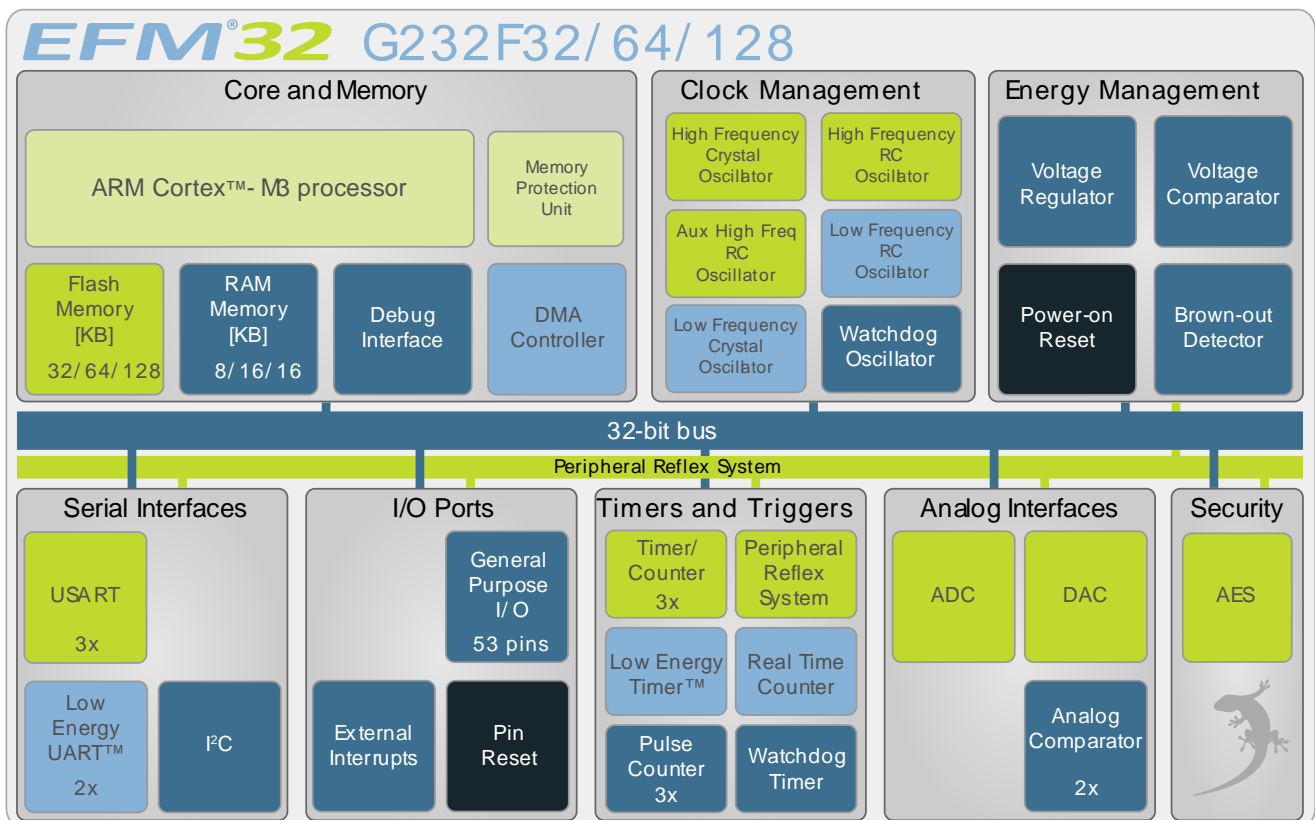 EFM®32 G232F32/64/128
Core and Memory
ARM Cortex™-M3 processor
Memory
Protection
Unit
Flash
Memory
[KB]
32/64/128
RAM
Memory
[KB]
8/16/16
Debug
Interface
DMA
Controller
Clock Management
High Frequency
Crystal
Oscillator
High Frequency
RC
Oscillator
Aux High Freq
RC
Oscillator
Low Frequency
RC
Oscillator
Low Frequency
Crystal
Oscillator
Watchdog
Oscillator
Energy Management
Voltage
Regulator
Voltage
Comparator
Power-on
Reset
Brown-out
Detector
32-bit bus
Peripheral Reflex System
Serial Interfaces
USART
3x
Low
Energy
UART™
2x
I²C
I/O Ports
General
Purpose
I/O
53 pins
External
Interrupts
Pin
Reset
Timers and Triggers
Timer/
Counter
3x
Peripheral
Reflex
System
Low Energy
Timer™
Real Time
Counter
Pulse
Counter
3x
Watchdog
Timer
Analog Interfaces
ADC
DAC
Analog
Comparator
2x
Security
AES